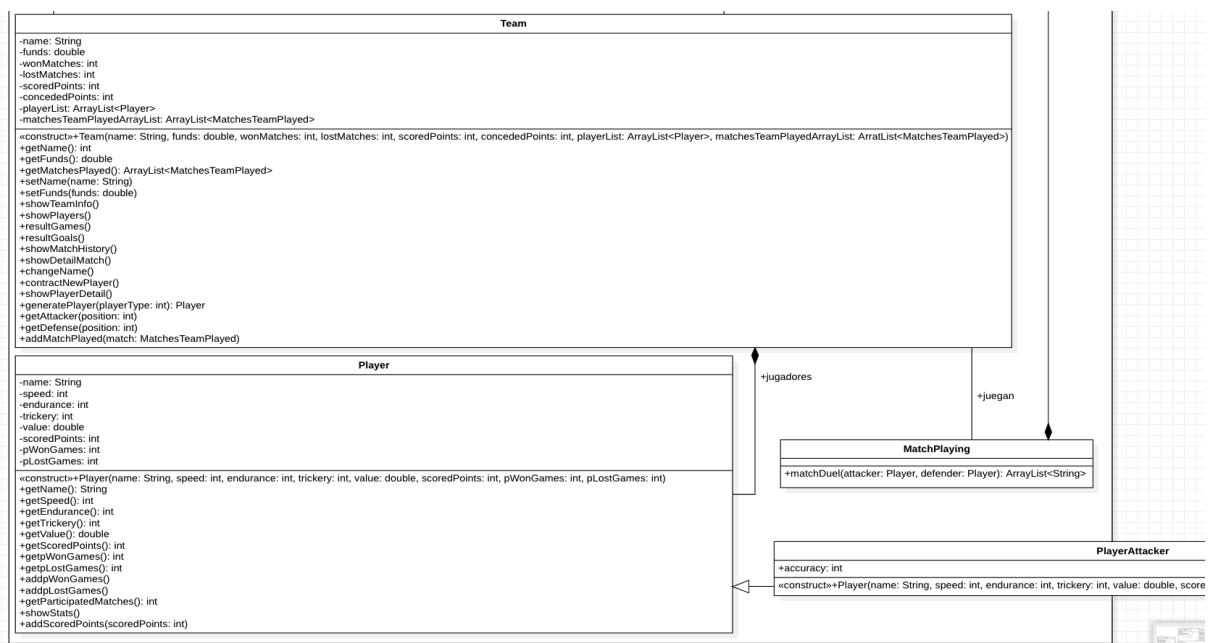 Team
-name: String
-funds: double
-wonMatches: int
-lostMatches: int
-scoredPoints: int
-concededPoints: int
-playerList: ArrayList<Player>
-matchesTeamPlayedArrayList: ArrayList<MatchesTeamPlayed>
«construct»+Team(name: String, funds: double, wonMatches: int, lostMatches: int, scoredPoints: int, concededPoints: int, playerList: ArrayList<Player>, matchesTeamPlayedArrayList: ArratList<MatchesTeamPlayed>)
+getName(): int
+getFunds(): double
+getMatchesPlayed(): ArrayList<MatchesTeamPlayed>
+setName(name: String)
+setFunds(funds: double)
+showTeamInfo()
+showPlayers()
+resultGames()
+resultGoals()
+showMatchHistory()
+showDetailMatch()
+changeName()
+contractNewPlayer()
+showPlayerDetail()
+generatePlayer(playerType: int): Player
+getAttacker(position: int)
+getDefense(position: int)
+addMatchPlayed(match: MatchesTeamPlayed)
Player
-name: String
-speed: int
-endurance: int
-trickery: int
-value: double
-scoredPoints: int
-pWonGames: int
-pLostGames: int
«construct»+Player(name: String, speed: int, endurance: int, trickery: int, value: double, scoredPoints: int, pWonGames: int, pLostGames: int)
+getName(): String
+getSpeed(): int
+getEndurance(): int
+getTrickery(): int
+getValue(): double
+getScoredPoints(): int
+getpWonGames(): int
+getpLostGames(): int
+addpWonGames()
+addpLostGames()
+getParticipatedMatches(): int
+showStats()
+addScoredPoints(scoredPoints: int)
+jugadores
+juegan
MatchPlaying
+matchDuel(attacker: Player, defender: Player): ArrayList<String>
PlayerAttacker
+accuracy: int
«construct»+Player(name: String, speed: int, endurance: int, trickery: int, value: double, score